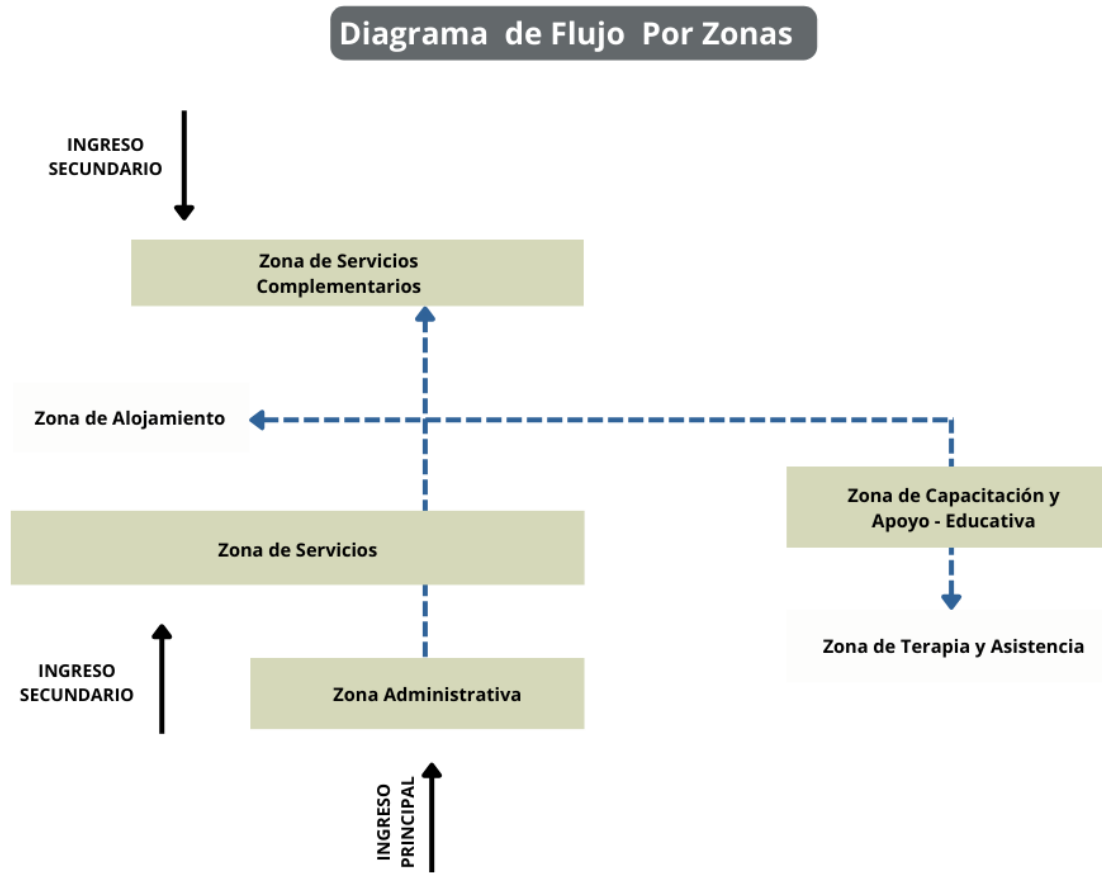 Diagrama de Flujo Por Zonas
INGRESO
SECUNDARIO
Zona de Servicios
Complementarios
Zona de Alojamiento
Zona de Capacitación y
Apoyo - Educativa
Zona de Servicios
Zona de Terapia y Asistencia
INGRESO
SECUNDARIO
Zona Administrativa
INGRESO
PRINCIPAL